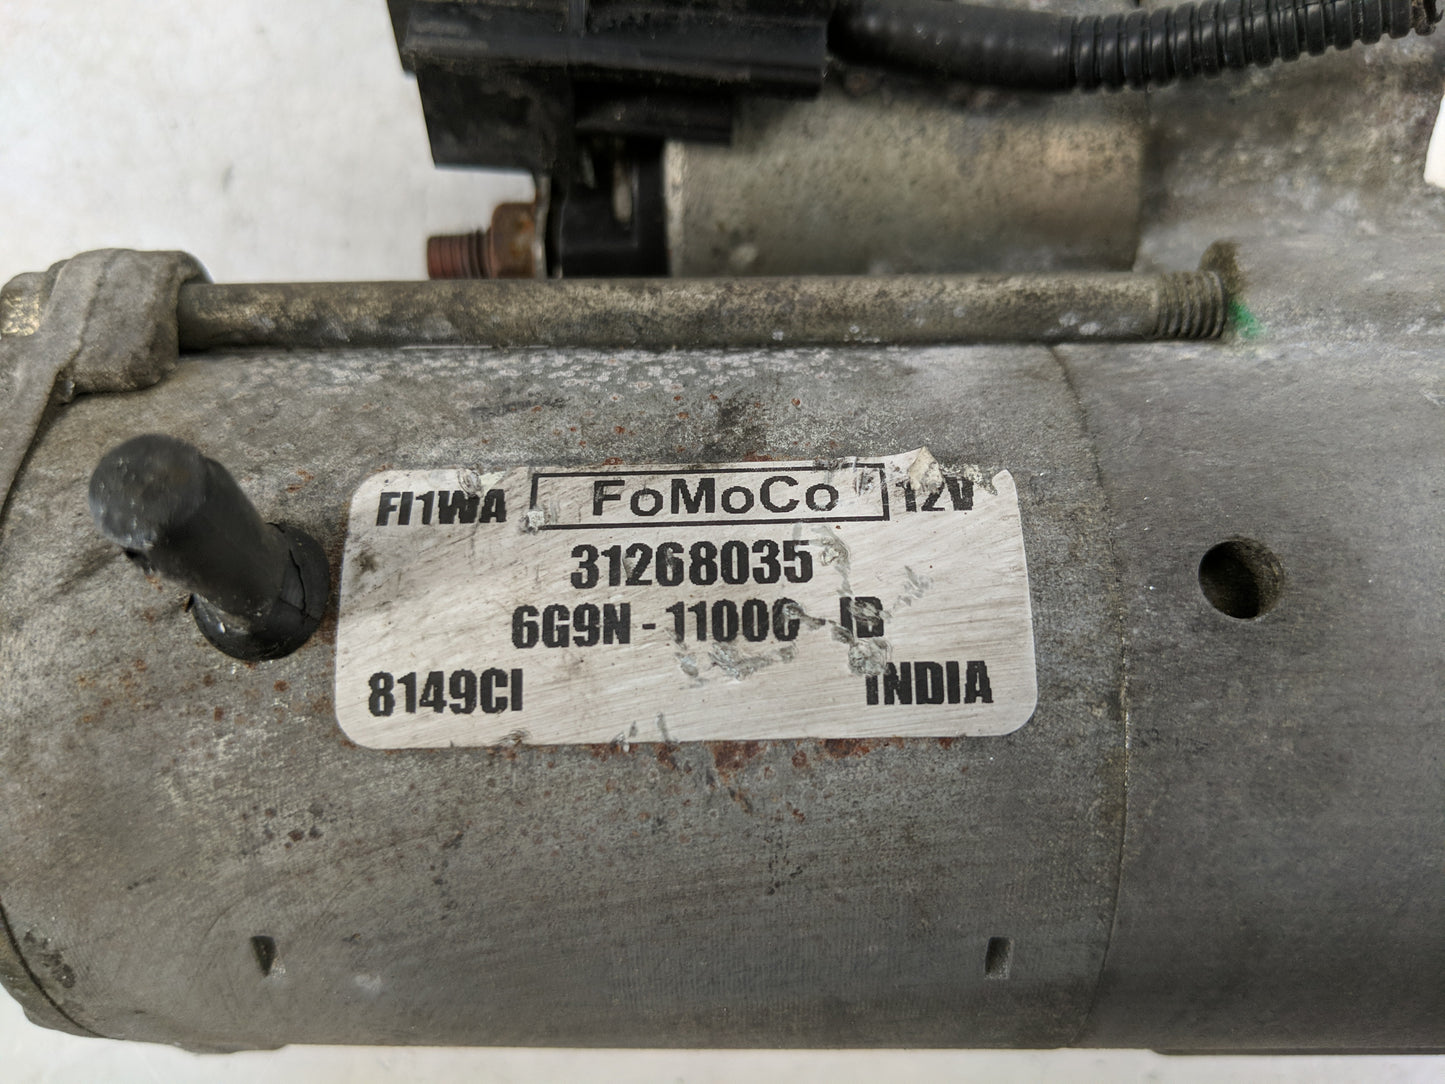 FI1WA FoMoCo 12V
31268035
6G9N - 11000 - JB
8149CI INDIA